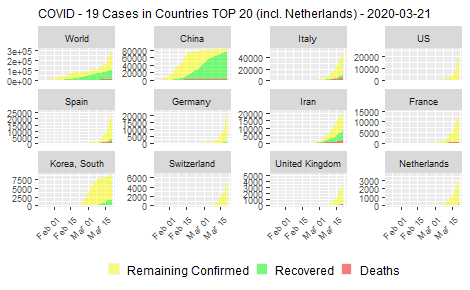 COVID - 19 Cases in Countries TOP 20 (incl. Netherlands) - 2020-03-21
World China Italy US
3e+05 80000 40000 20000
2e+05 60000 20000 10000
1e+05 40000 0 0
0e+00 20000
0
Spain Germany Iran France
25000 20000 20000 15000
20000 15000 15000 10000
15000 10000 10000 5000
10000 5000 5000 0
5000 0 0
0
Korea, South Switzerland United Kingdom Netherlands
7500 6000 5000 3000
5000 4000 4000 2000
2500 2000 3000 1000
0 0 2000 0
1000
0
Feb 01 Feb 15 Mar 01 Mar 15 Feb 01 Feb 15 Mar 01 Mar 15 Feb 01 Feb 15 Mar 01 Mar 15 Feb 01 Feb 15 Mar 01 Mar 15
Remaining Confirmed Recovered Deaths